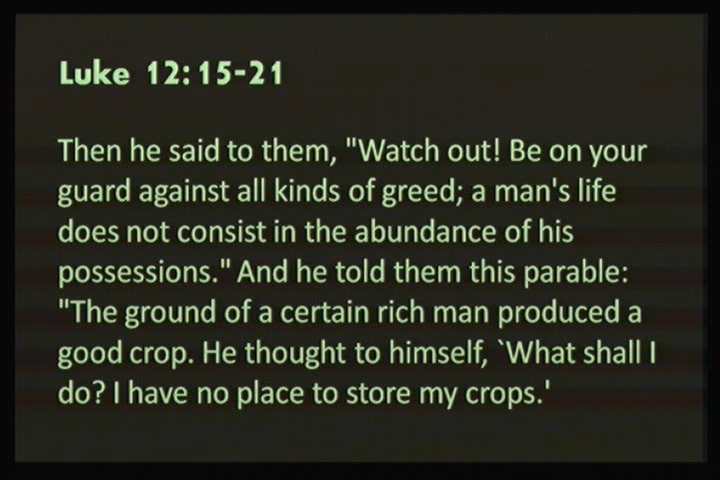 Luke 12:15-21
Then he said to them, "Watch out! Be on your
guard against all kinds of greed; a man's life
does not consist in the abundance of his
possessions." And he told them this parable:
"The ground of a certain rich man produced a
good crop. He thought to himself, `What shall I
do? I have no place to store my crops.'